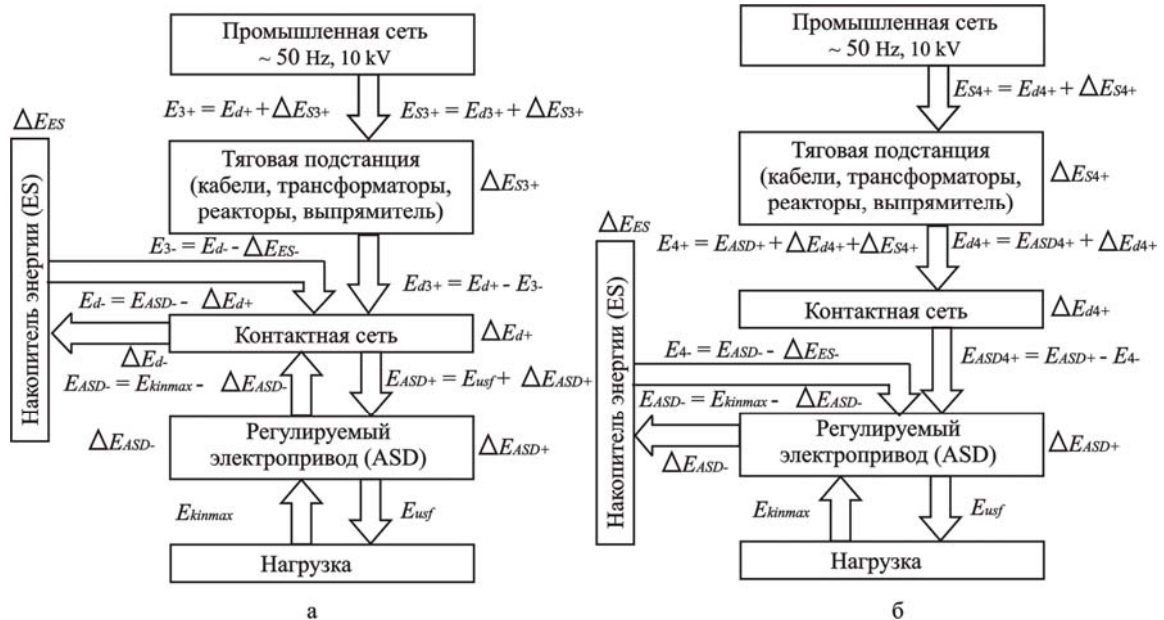 Промышленная сеть
~ 50 Hz, 10 kV
E3+ = Ed+ + ΔES3+
ES3+ = Ed3+ + ΔES3+
ΔEES
Накопитель энергии (ES)
Тяговая подстанция
(кабели, трансформаторы,
реакторы, выпрямитель)
ΔES3+
E3- = Ed- - ΔEES-
Ed3+ = Ed+ - E3-
Ed- = EASD- - ΔEd+
Контактная сеть
ΔEd+
ΔEd-
EASD- = Ekinmax - ΔEASD-
EASD+ = Eusf + ΔEASD+
ΔEASD-
Регулируемый
электропривод (ASD)
ΔEASD+
Ekinmax
Eusf
Нагрузка
а
Промышленная сеть
~ 50 Hz, 10 kV
ES4+ = Ed4+ + ΔES4+
Тяговая подстанция
(кабели, трансформаторы,
реакторы, выпрямитель)
ΔES4+
ΔEES
Накопитель энергии (ES)
E4+ = EASD+ + ΔEd4+ + ΔES4+
Ed4+ = EASD4+ + ΔEd4+
Контактная сеть
ΔEd4+
E4- = EASD- - ΔEES-
EASD4+ = EASD+ - E4-
EASD- = Ekinmax - ΔEASD-
Регулируемый
электропривод (ASD)
ΔEASD+
ΔEASD-
Ekinmax
Eusf
Нагрузка
б